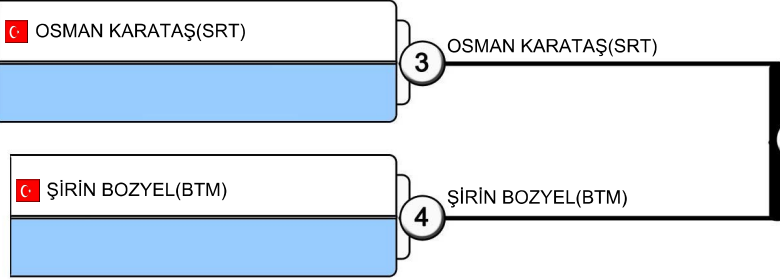 OSMAN KARATAŞ(SRT)
3
OSMAN KARATAŞ(SRT)
ŞİRİN BOZYEL(BTM)
4
ŞİRİN BOZYEL(BTM)